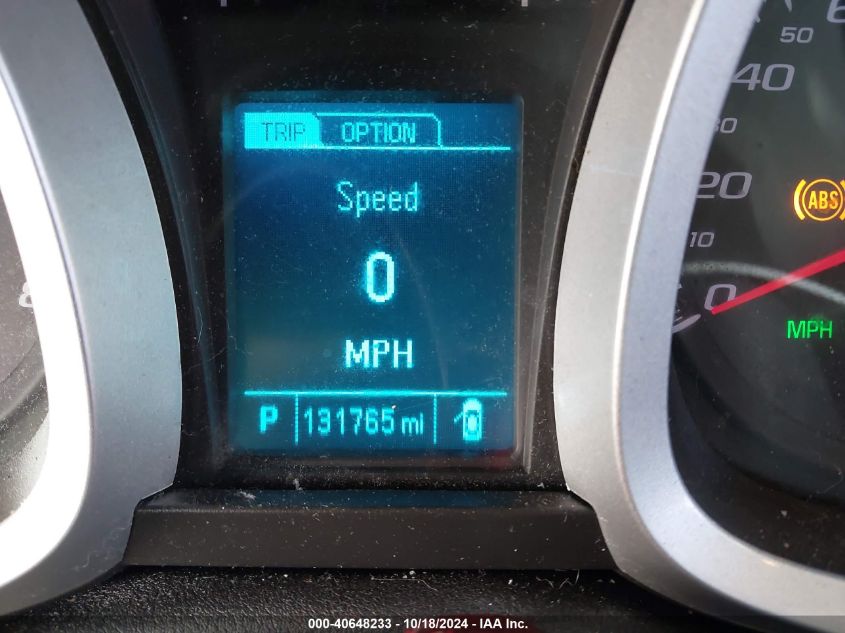 TRIP OPTION
Speed
0
MPH
P 131765 mi
50
40
20
10
0
ABS
MPH
000-40648233 - 10/18/2024 - IAA Inc.